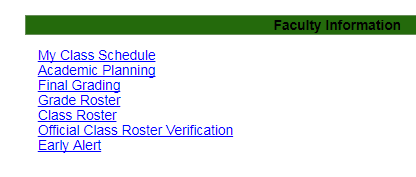 Faculty Information
My Class Schedule
Academic Planning
Final Grading
Grade Roster
Class Roster
Official Class Roster Verification
Early Alert